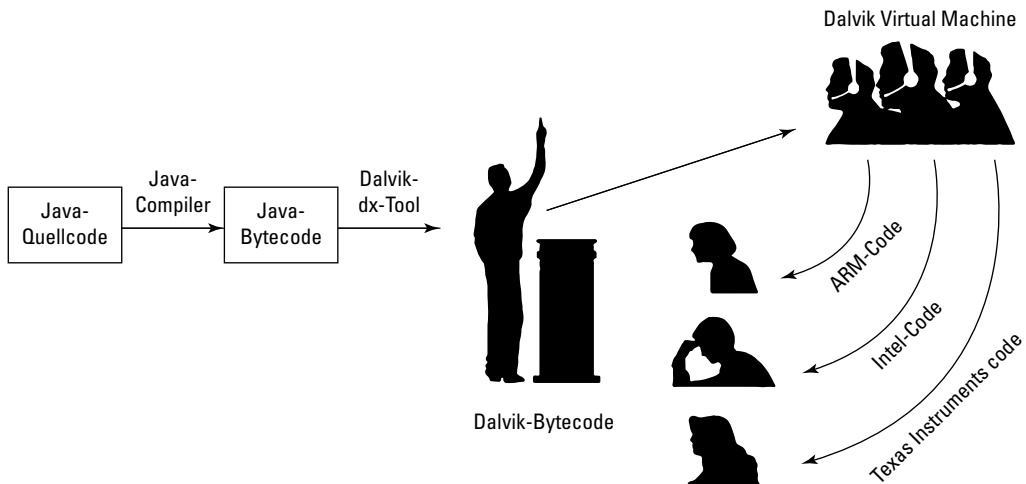 Dalvik Virtual Machine
Java-
Compiler
Dalvik-
dx-Tool
Java-
Quellcode
Java-
Bytecode
ARM-Code
Intel-Code
Texas Instruments code
Dalvik-Bytecode